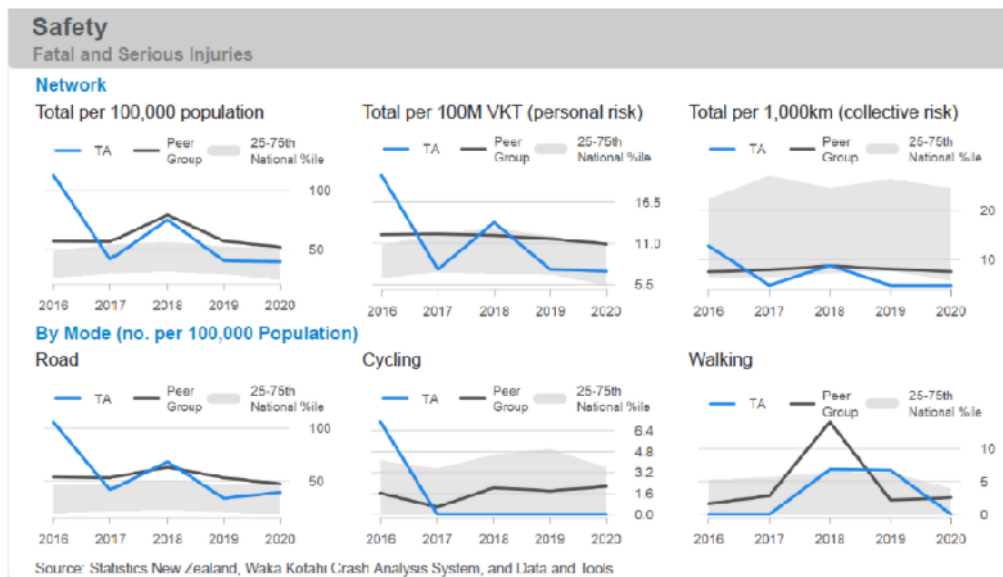 Safety
Fatal and Serious Injuries
Network
Total per 100,000 population
TA
Peer Group
25-75th National %ile
100
50
2016 2017 2018 2019 2020
Total per 100M VKT (personal risk)
TA
Peer Group
25-75th National %ile
16.5
11.0
5.5
2016 2017 2018 2019 2020
Total per 1,000km (collective risk)
TA
Peer Group
25-75th National %ile
20
10
2016 2017 2018 2019 2020
By Mode (no. per 100,000 Population)
Road
TA
Peer Group
25-75th National %ile
100
50
2016 2017 2018 2019 2020
Cycling
TA
Peer Group
25-75th National %ile
6.4
4.8
3.2
1.6
0.0
2016 2017 2018 2019 2020
Walking
TA
Peer Group
25-75th National %ile
10
5
0
2016 2017 2018 2019 2020
Source: Statistics New Zealand, Waka Kotahi Crash Analysis System, and Data and Tools